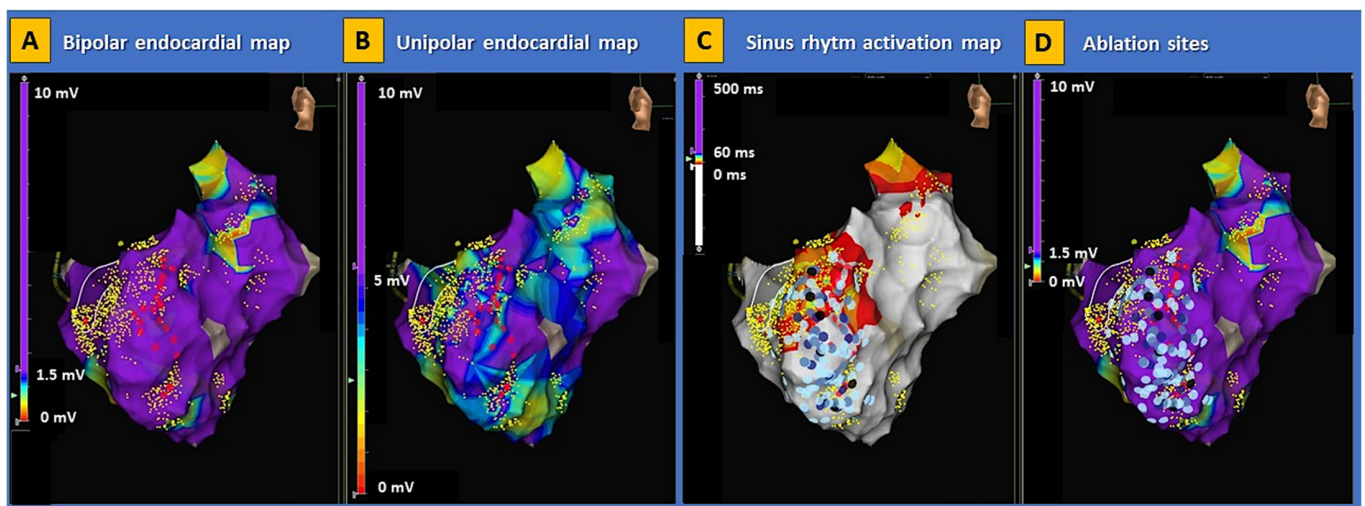 A Bipolar endocardial map
B Unipolar endocardial map
C Sinus rhytm activation map
D Ablation sites
10 mV
1.5 mV
0 mV
10 mV
5 mV
0 mV
500 ms
60 ms
0 ms
10 mV
1.5 mV
0 mV